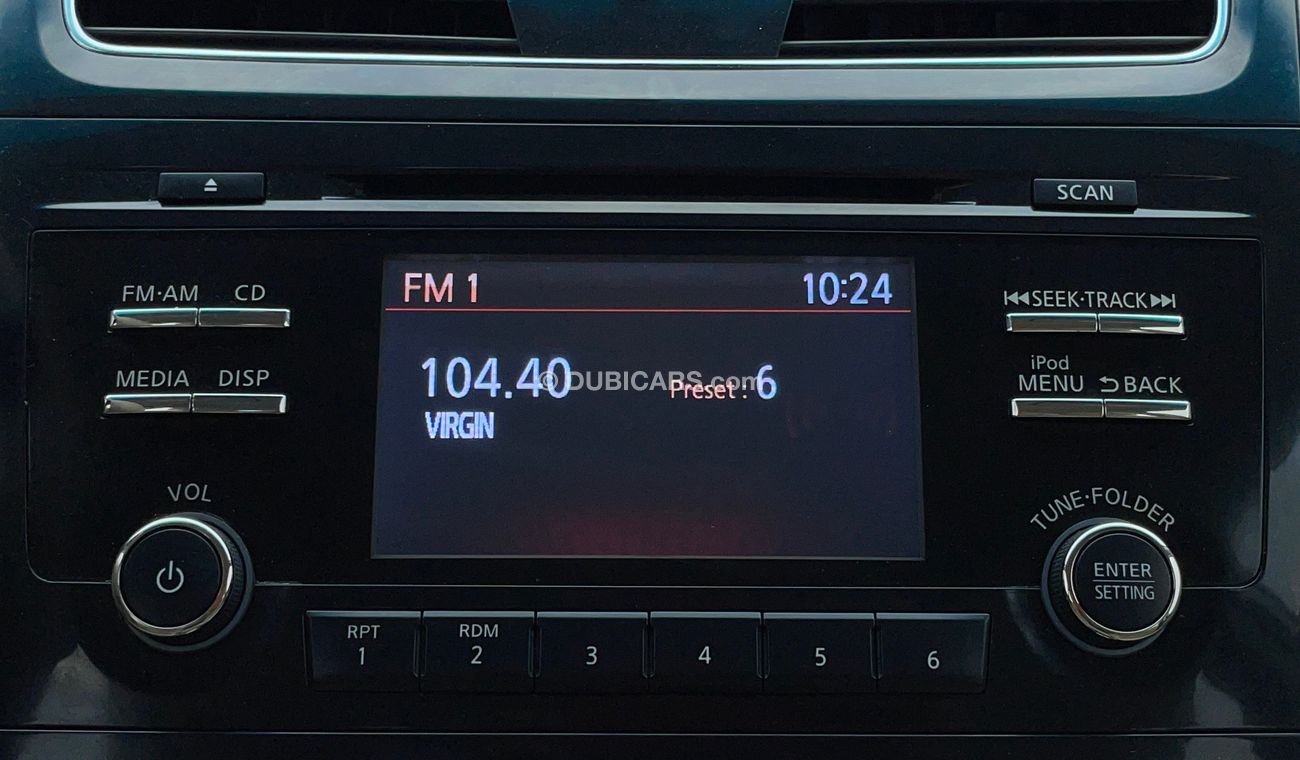 SCAN
FM·AM CD
FM 1 10:24
SEEK·TRACK
104.40 Preset : 6
© DUBICARS.com
VIRGIN
MEDIA DISP
iPod
MENU BACK
VOL
TUNE·FOLDER
ENTER
SETTING
RPT
1
RDM
2
3
4
5
6